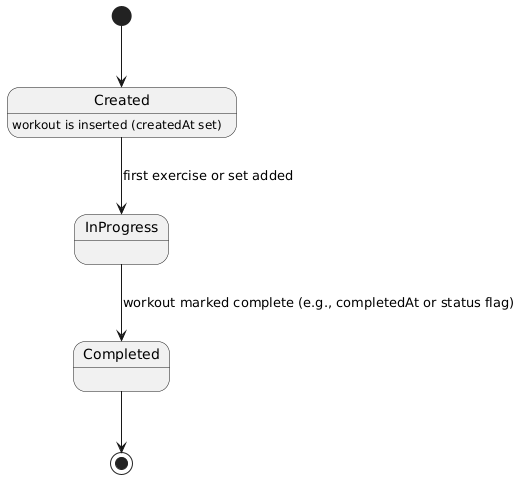 Created
workout is inserted (createdAt set)
first exercise or set added
InProgress
workout marked complete (e.g., completedAt or status flag)
Completed